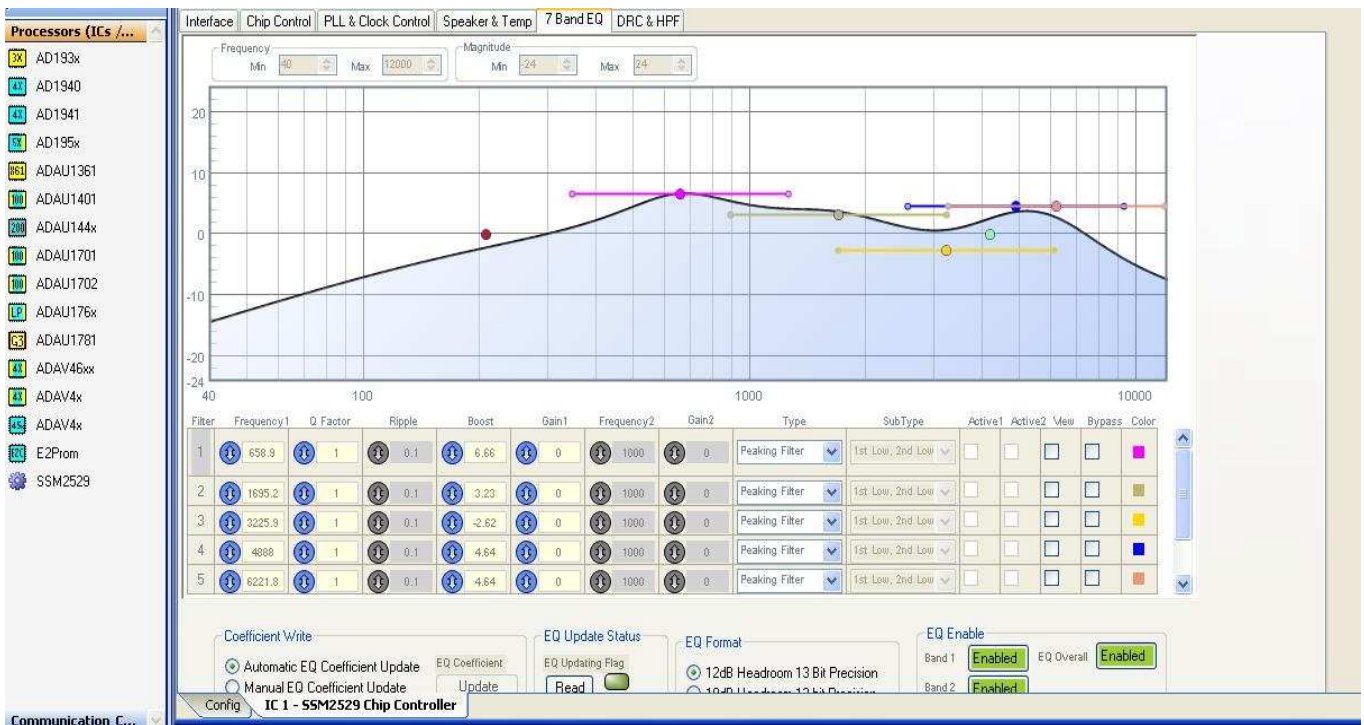 Interface Chip Control PLL & Clock Control Speaker & Temp 7 Band EQ DRC & HPF
Processors (ICs /...
AD193x
AD1940
AD1941
AD195x
ADAU1361
ADAU1401
ADAU144x
ADAU1701
ADAU1702
ADAU176x
ADAU1781
ADAV46xx
ADAV4x
ADAV4x
E2Prom
SSM2529
Communication C...
Frequency
Min 40 Max 12000
Magnitude
Min -24 Max 24
20
10
0
-10
-20
-24
40 100 1000 10000
Filter Frequency1 Q Factor Ripple Boost Gain1 Frequency2 Gain2 Type SubType Active1 Active2 View Bypass Color
1 658.9 1 0.1 6.66 0 1000 0 Peaking Filter 1st Low, 2nd Low
2 1695.2 1 0.1 3.23 0 1000 0 Peaking Filter 1st Low, 2nd Low
3 3225.9 1 0.1 -2.62 0 1000 0 Peaking Filter 1st Low, 2nd Low
4 4888 1 0.1 4.64 0 1000 0 Peaking Filter 1st Low, 2nd Low
5 6221.8 1 0.1 4.64 0 1000 0 Peaking Filter 1st Low, 2nd Low
Coefficient Write
Automatic EQ Coefficient Update
Manual EQ Coefficient Update
EQ Coefficient
Update
EQ Update Status
EQ Updating Flag
Read
EQ Format
12dB Headroom 13 Bit Precision
EQ Enable
Band 1 Enabled EQ Overall Enabled
Band 2 Enabled
Config IC 1 - SSM2529 Chip Controller